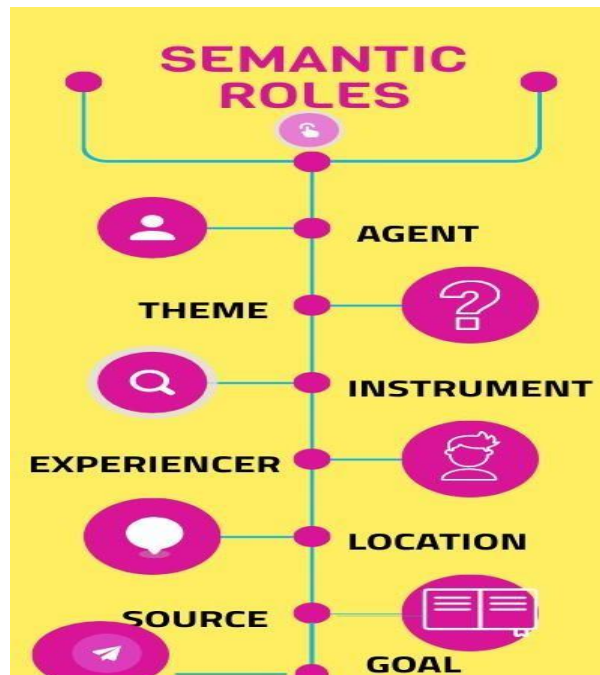 SEMANTIC
ROLES
AGENT
THEME
INSTRUMENT
EXPERIENCER
LOCATION
SOURCE
GOAL